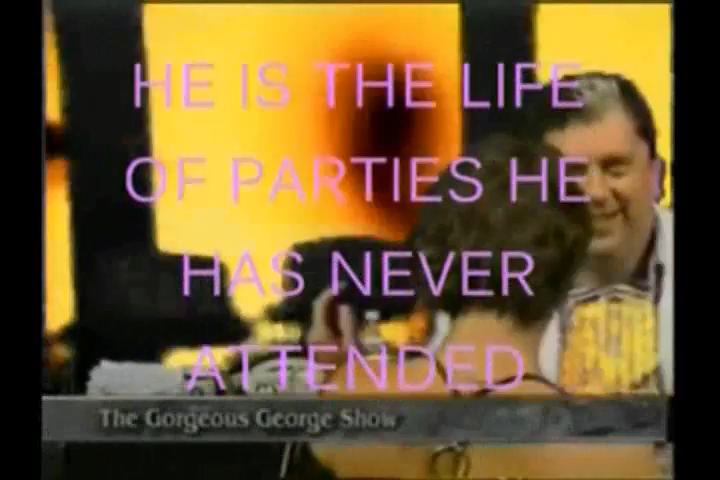 HE IS THE LIFE
OF PARTIES HE
HAS NEVER
ATTENDED
The Gorgeous George Show